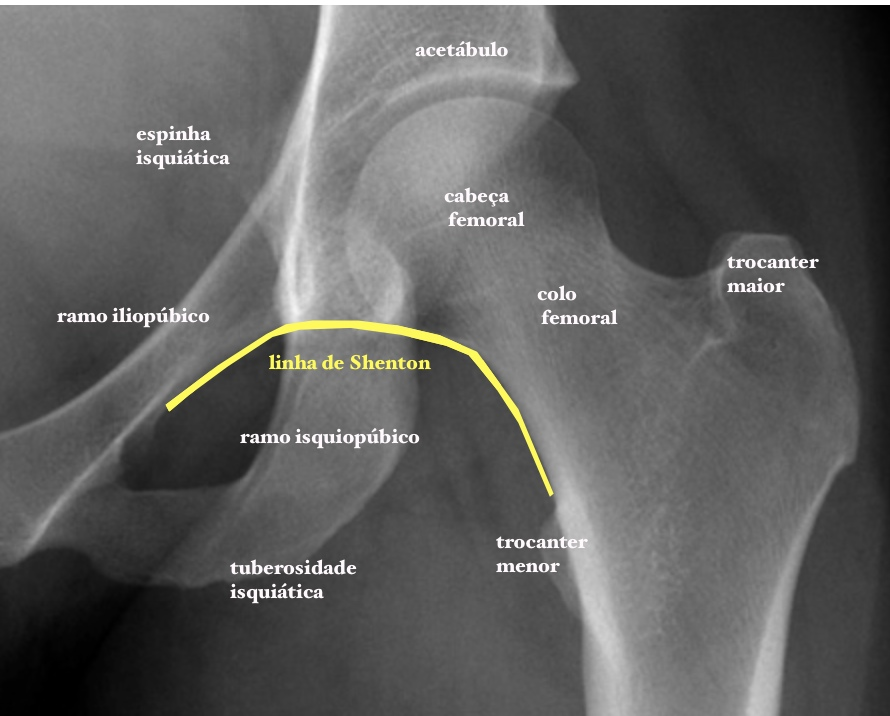 acetábulo
espinha
isquiática
cabeça
femoral
trocanter
maior
colo
femoral
ramo iliopúbico
linha de Shenton
ramo isquiopúbico
trocanter
menor
tuberosidade
isquiática